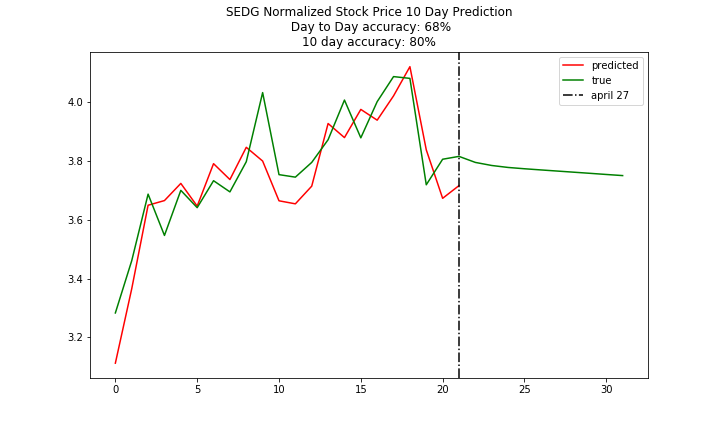 SEDG Normalized Stock Price 10 Day Prediction
Day to Day accuracy: 68%
10 day accuracy: 80%
predicted
true
april 27
4.0
3.8
3.6
3.4
3.2
0 5 10 15 20 25 30